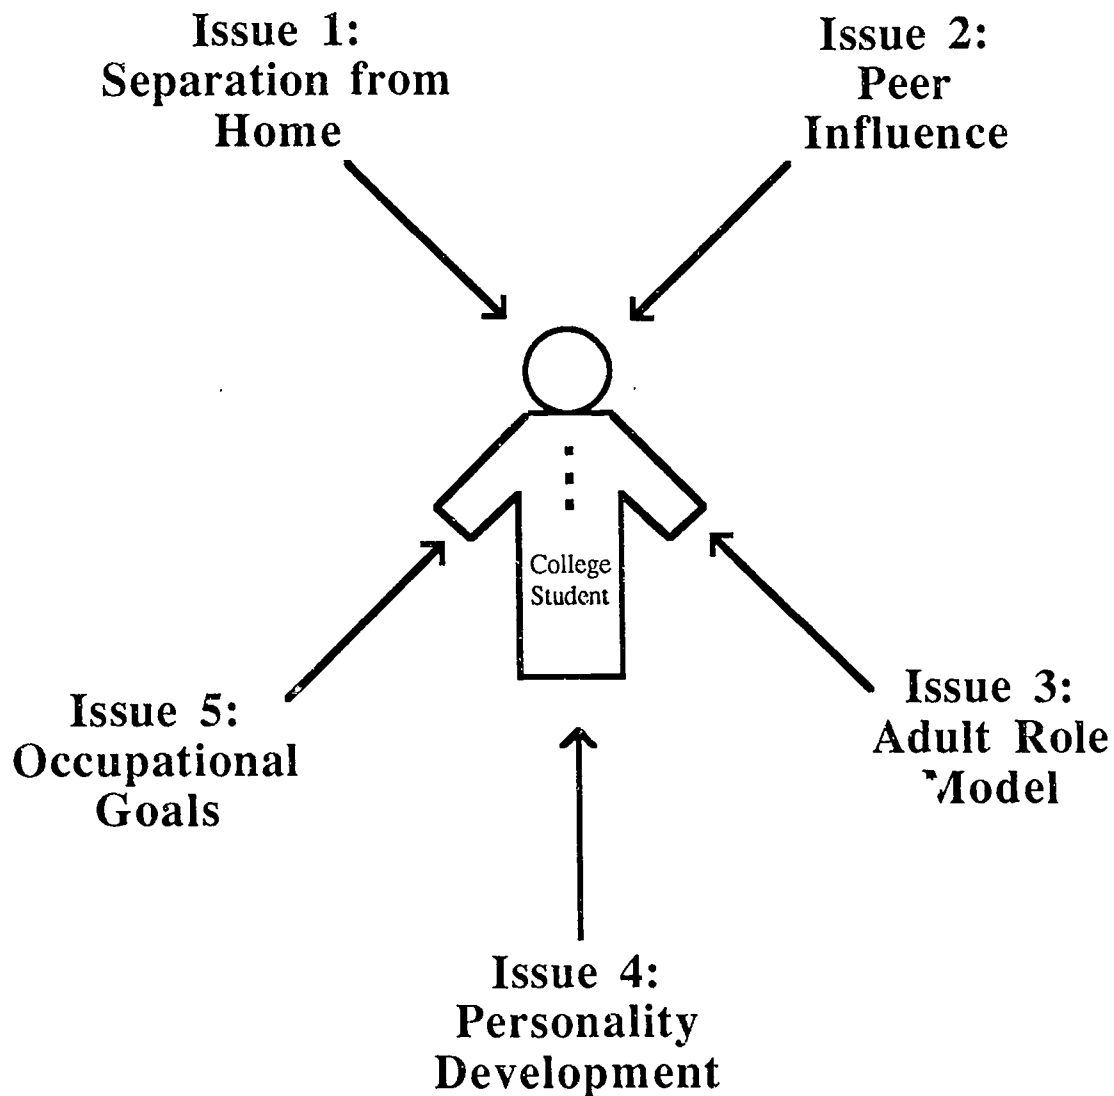 Issue 1:
Separation from
Home
Issue 2:
Peer
Influence
College
Student
Issue 3:
Adult Role
Model
Issue 4:
Personality
Development
Issue 5:
Occupational
Goals